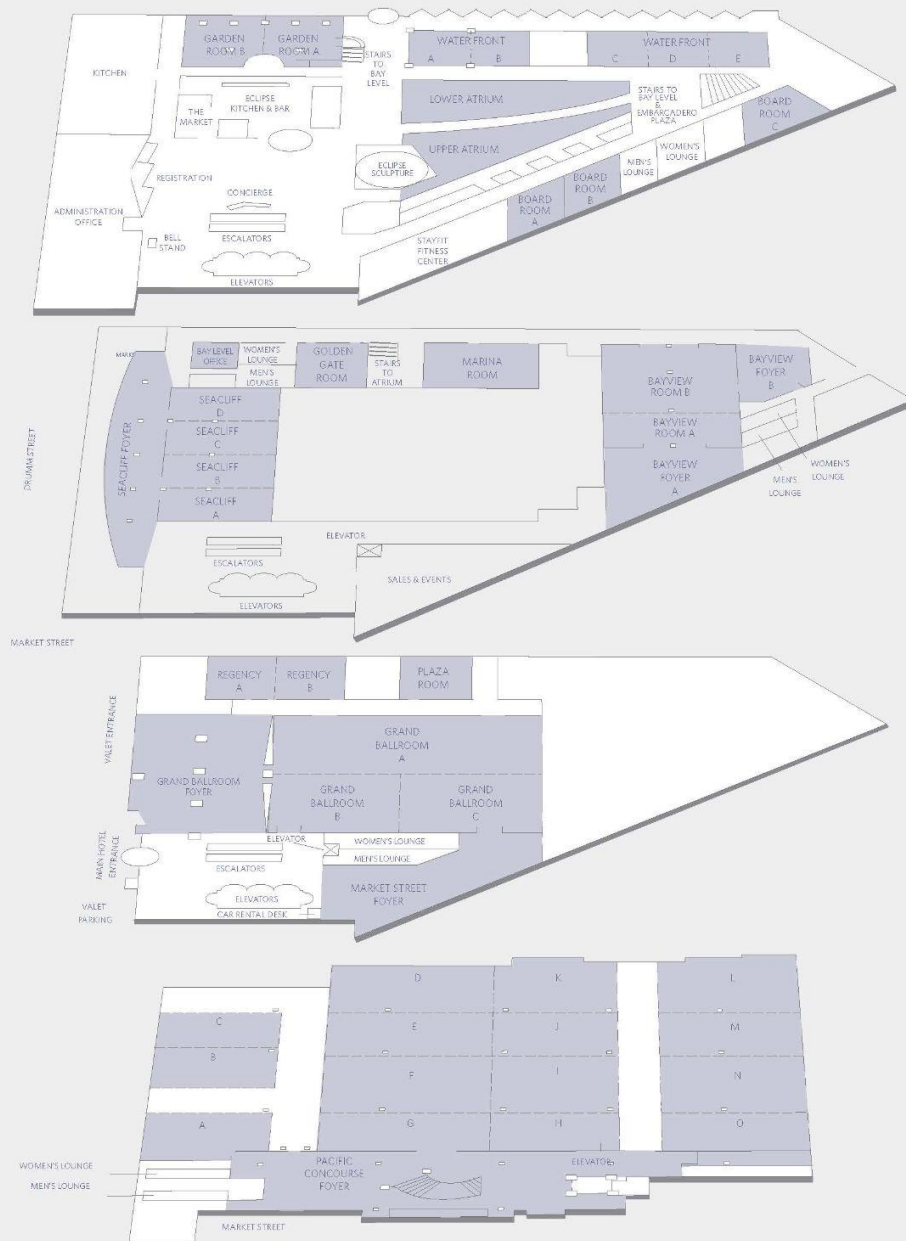 GARDEN
ROOM B
GARDEN
ROOM A
STAIRS
TO BAY
LEVEL
WATER FRONT
A
B
WATER FRONT
C
D
E
KITCHEN
THE
MARKET
ECLIPSE
KITCHEN & BAR
LOWER ATRIUM
STAIRS TO
BAY LEVEL
&
EMBARCADERO
PLAZA
BOARD
ROOM
C
UPPER ATRIUM
ECLIPSE
SCULPTURE
WOMEN'S
LOUNGE
MEN'S
LOUNGE
BOARD
ROOM
B
BOARD
ROOM
A
REGISTRATION
CONCIERGE
ADMINISTRATION
OFFICE
BELL
STAND
ESCALATORS
STAYFIT
FITNESS
CENTER
ELEVATORS
MARKET
BAY LEVEL
OFFICE
WOMEN'S
LOUNGE
MEN'S
LOUNGE
GOLDEN
GATE
ROOM
STAIRS
TO
ATRIUM
MARINA
ROOM
BAYVIEW
ROOM B
BAYVIEW
FOYER
B
SEACLIFF
D
SEACLIFF
C
SEACLIFF
B
SEACLIFF
A
SEACLIFF FOYER
DRUMM STREET
BAYVIEW
ROOM A
BAYVIEW
FOYER
A
WOMEN'S
LOUNGE
MEN'S
LOUNGE
ELEVATOR
ESCALATORS
ELEVATORS
SALES & EVENTS
MARKET STREET
REGENCY
A
REGENCY
B
PLAZA
ROOM
VALET ENTRANCE
GRAND
BALLROOM
A
GRAND BALLROOM
FOYER
GRAND
BALLROOM
B
GRAND
BALLROOM
C
MAIN HOTEL
ENTRANCE
ELEVATOR
WOMEN'S LOUNGE
MEN'S LOUNGE
ESCALATORS
ELEVATORS
CAR RENTAL DESK
MARKET STREET
FOYER
VALET
PARKING
D
K
L
C
E
J
M
B
F
I
N
A
G
H
O
WOMEN'S LOUNGE
MEN'S LOUNGE
PACIFIC
CONCOURSE
FOYER
ELEVATOR
MARKET STREET